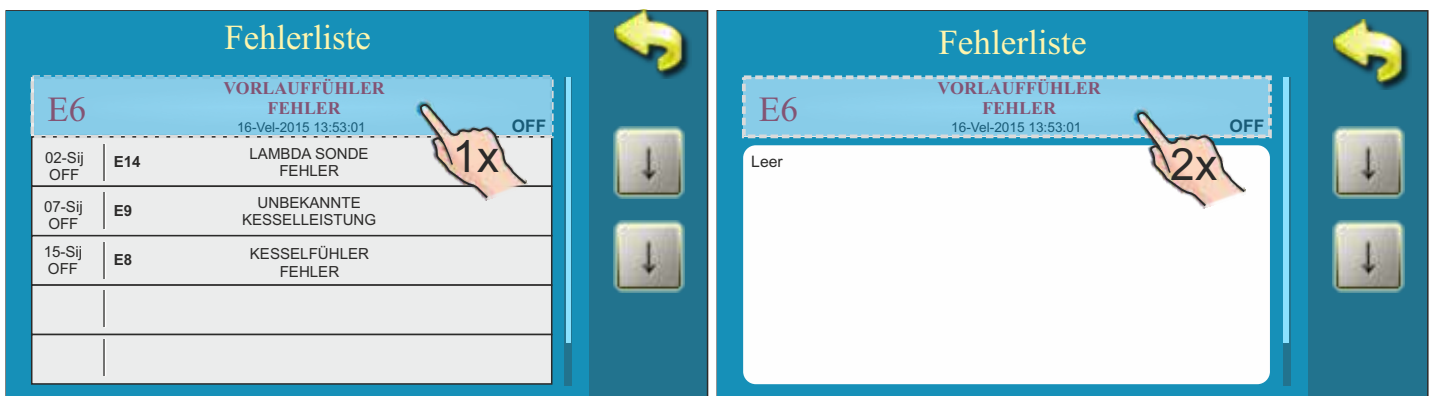 Fehlerliste
E6
VORLAUFFÜHLER
FEHLER
16-Vel-2015 13:53:01
OFF
1x
02-Sij
OFF
E14
LAMBDA SONDE
FEHLER
07-Sij
OFF
E9
UNBEKANNTE
KESSELLEISTUNG
15-Sij
OFF
E8
KESSELFÜHLER
FEHLER
Fehlerliste
E6
VORLAUFFÜHLER
FEHLER
16-Vel-2015 13:53:01
OFF
2x
Leer